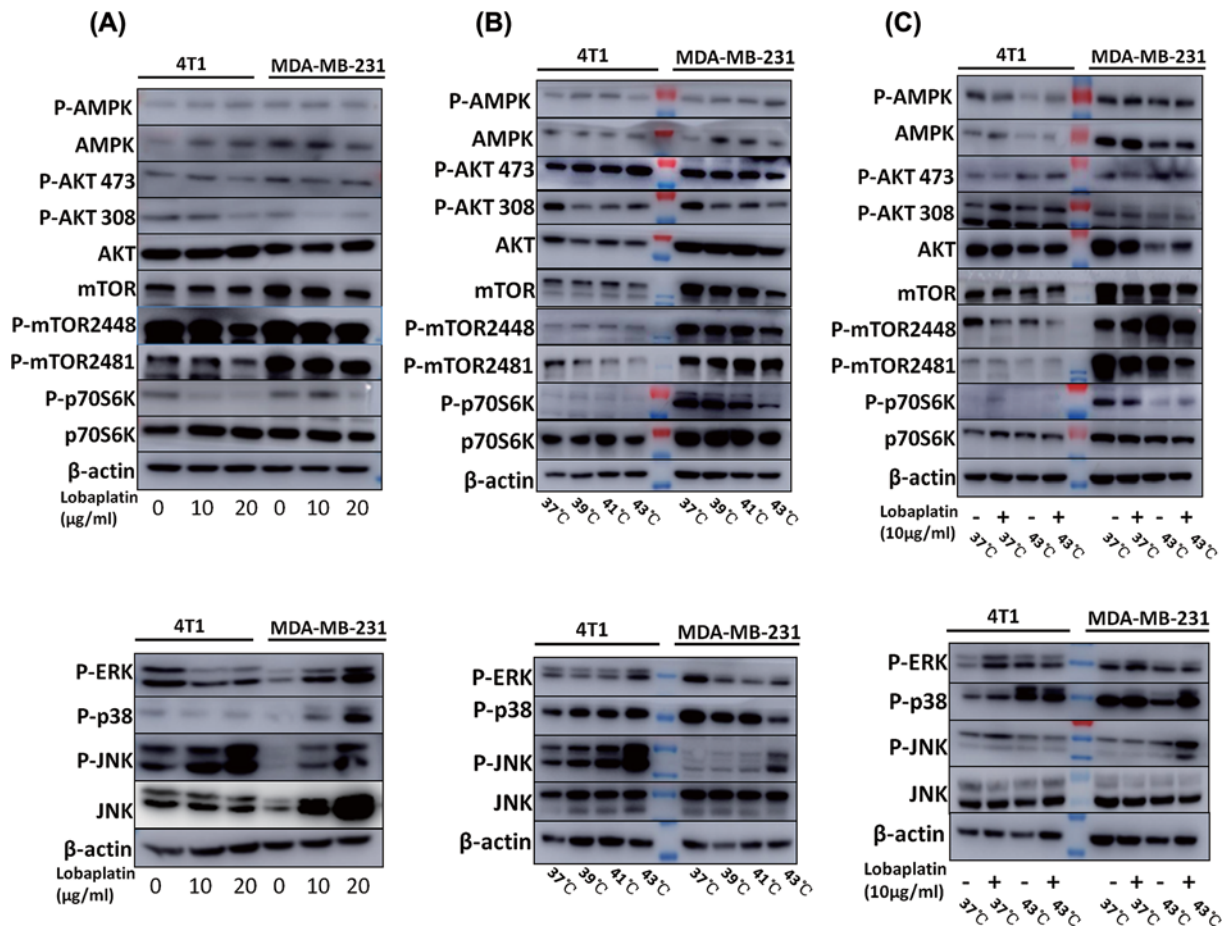 (A)
4T1 MDA-MB-231
P-AMPK
AMPK
P-AKT 473
P-AKT 308
AKT
mTOR
P-mTOR2448
P-mTOR2481
P-p70S6K
p70S6K
β-actin
Lobaplatin
(μg/ml)
0 10 20 0 10 20
(B)
4T1 MDA-MB-231
P-AMPK
AMPK
P-AKT 473
P-AKT 308
AKT
mTOR
P-mTOR2448
P-mTOR2481
P-p70S6K
p70S6K
β-actin
37℃ 39℃ 41℃ 43℃ 37℃ 39℃ 41℃ 43℃
(C)
4T1 MDA-MB-231
P-AMPK
AMPK
P-AKT 473
P-AKT 308
AKT
mTOR
P-mTOR2448
P-mTOR2481
P-p70S6K
p70S6K
β-actin
Lobaplatin - + - + - + - +
(10μg/ml)
37℃ 37℃ 43℃ 43℃ 37℃ 37℃ 43℃ 43℃
4T1 MDA-MB-231
P-ERK
P-p38
P-JNK
JNK
β-actin
Lobaplatin
(μg/ml)
0 10 20 0 10 20
4T1 MDA-MB-231
P-ERK
P-p38
P-JNK
JNK
β-actin
37℃ 39℃ 41℃ 43℃ 37℃ 39℃ 41℃ 43℃
4T1 MDA-MB-231
P-ERK
P-p38
P-JNK
JNK
β-actin
Lobaplatin - + - + - + - +
(10μg/ml)
37℃ 37℃ 43℃ 43℃ 37℃ 37℃ 43℃ 43℃